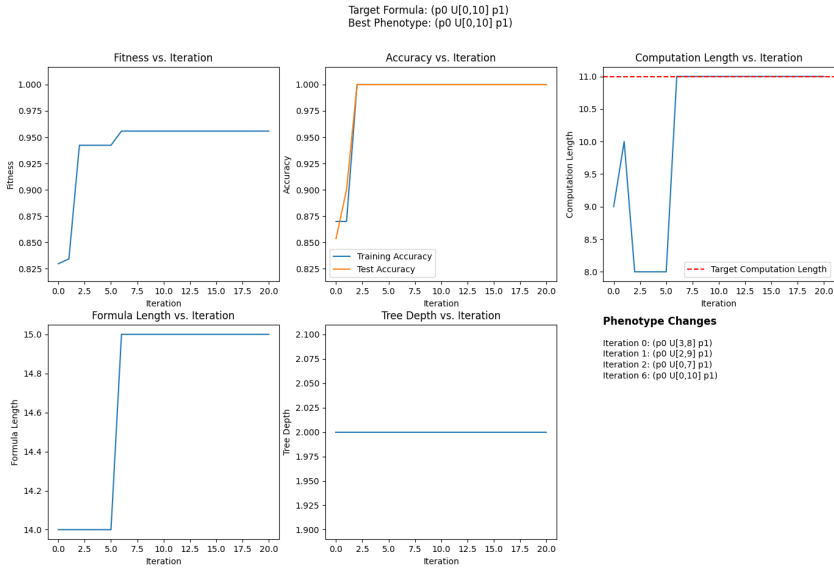 Target Formula: (p0 U[0,10] p1)
Best Phenotype: (p0 U[0,10] p1)
Fitness vs. Iteration
1.000
0.975
0.950
0.925
0.900
0.875
0.850
0.825
Fitness
0.0 2.5 5.0 7.5 10.0 12.5 15.0 17.5 20.0
Iteration
Accuracy vs. Iteration
1.000
0.975
0.950
0.925
0.900
0.875
0.850
0.825
Accuracy
Training Accuracy
Test Accuracy
0.0 2.5 5.0 7.5 10.0 12.5 15.0 17.5 20.0
Iteration
Computation Length vs. Iteration
11.0
10.5
10.0
9.5
9.0
8.5
8.0
Computation Length
Target Computation Length
0.0 2.5 5.0 7.5 10.0 12.5 15.0 17.5 20.0
Iteration
Formula Length vs. Iteration
15.0
14.8
14.6
14.4
14.2
14.0
Formula Length
0.0 2.5 5.0 7.5 10.0 12.5 15.0 17.5 20.0
Iteration
Tree Depth vs. Iteration
2.100
2.075
2.050
2.025
2.000
1.975
1.950
1.925
1.900
Tree Depth
0.0 2.5 5.0 7.5 10.0 12.5 15.0 17.5 20.0
Iteration
Phenotype Changes
Iteration 0: (p0 U[3,8] p1)
Iteration 1: (p0 U[2,9] p1)
Iteration 2: (p0 U[0,7] p1)
Iteration 6: (p0 U[0,10] p1)